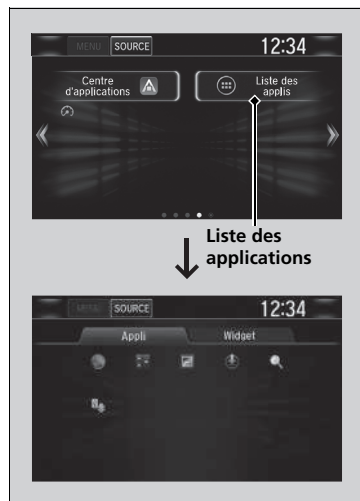 MENU SOURCE 12:34
Centre
d'applications
Liste des
applis
Liste des
applications
MENU SOURCE 12:34
Appli Widget